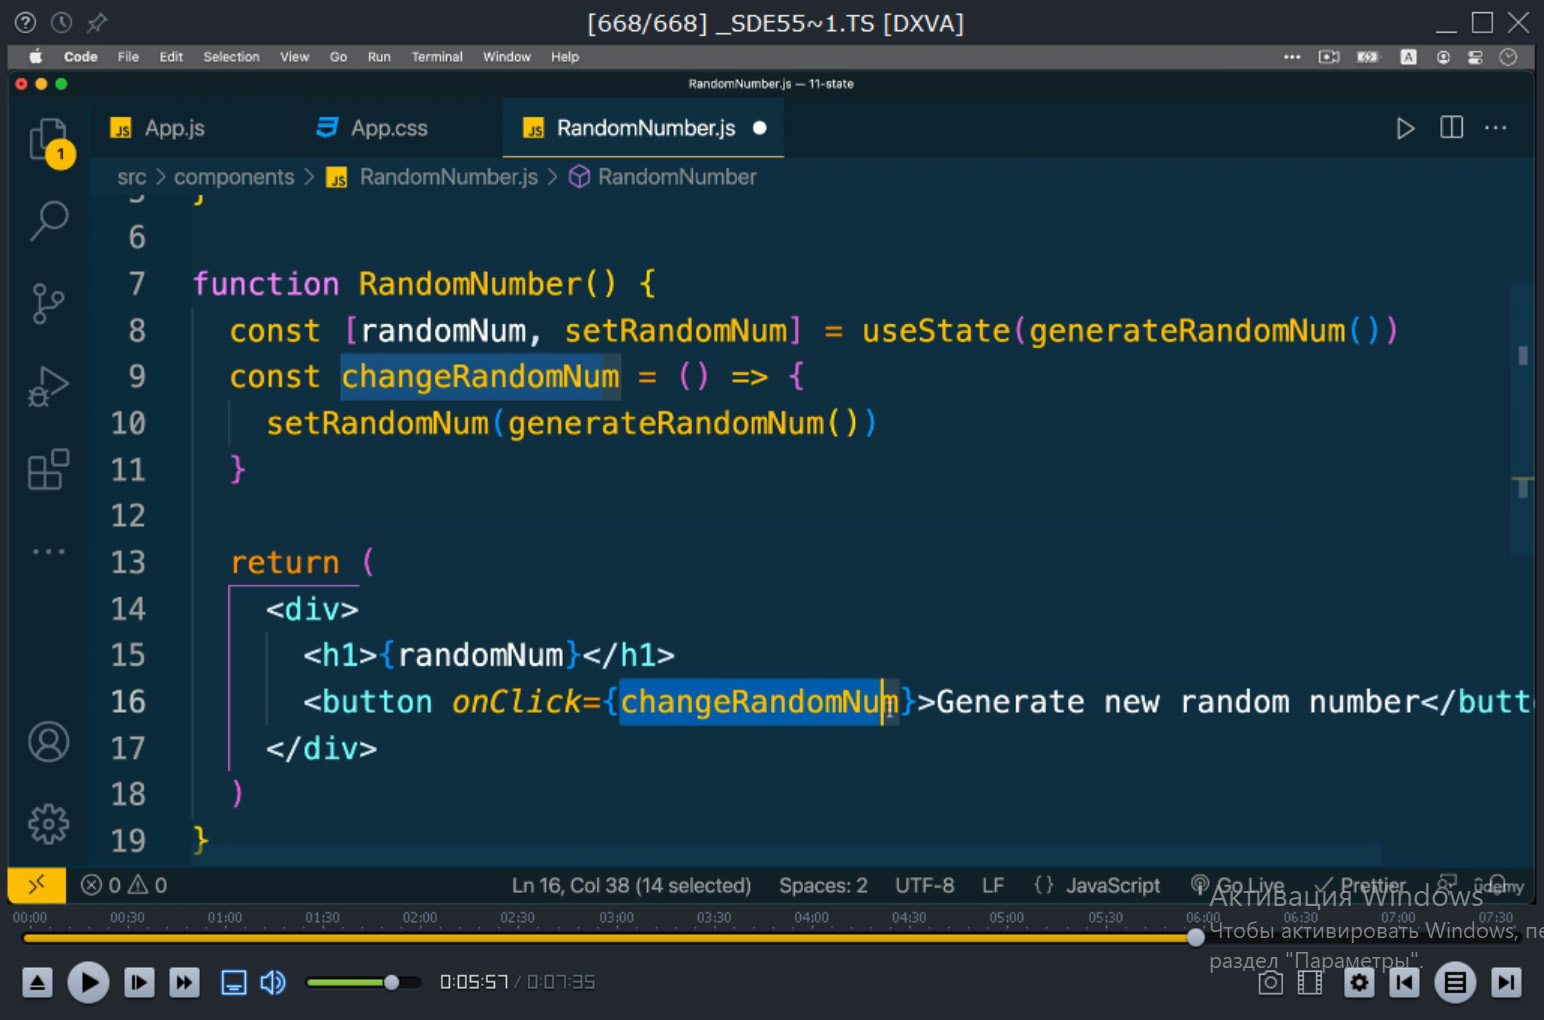 [668/668] _SDE55~1.TS [DXVA]
Code File Edit Selection View Go Run Terminal Window Help
A
RandomNumber.js — 11-state
JS App.js
App.css
JS RandomNumber.js
1
src > components > JS RandomNumber.js > RandomNumber
5 }
6
7 function RandomNumber() {
8 const [randomNum, setRandomNum] = useState(generateRandomNum())
9 const changeRandomNum = () => {
10 setRandomNum(generateRandomNum())
11 }
12
13 return (
14 <div>
15 <h1>{randomNum}</h1>
16 <button onClick={changeRandomNum}>Generate new random number</butt
17 </div>
18 )
19 }
0 0 Ln 16, Col 38 (14 selected) Spaces: 2 UTF-8 LF {} JavaScript Go Live Prettier
udemy
Активация Windows
Чтобы активировать Windows, пе
раздел "Параметры".
00:00 00:30 01:00 01:30 02:00 02:30 03:00 03:30 04:00 04:30 05:00 05:30 06:00 06:30 07:00 07:30
0:05:57 / 0:07:35